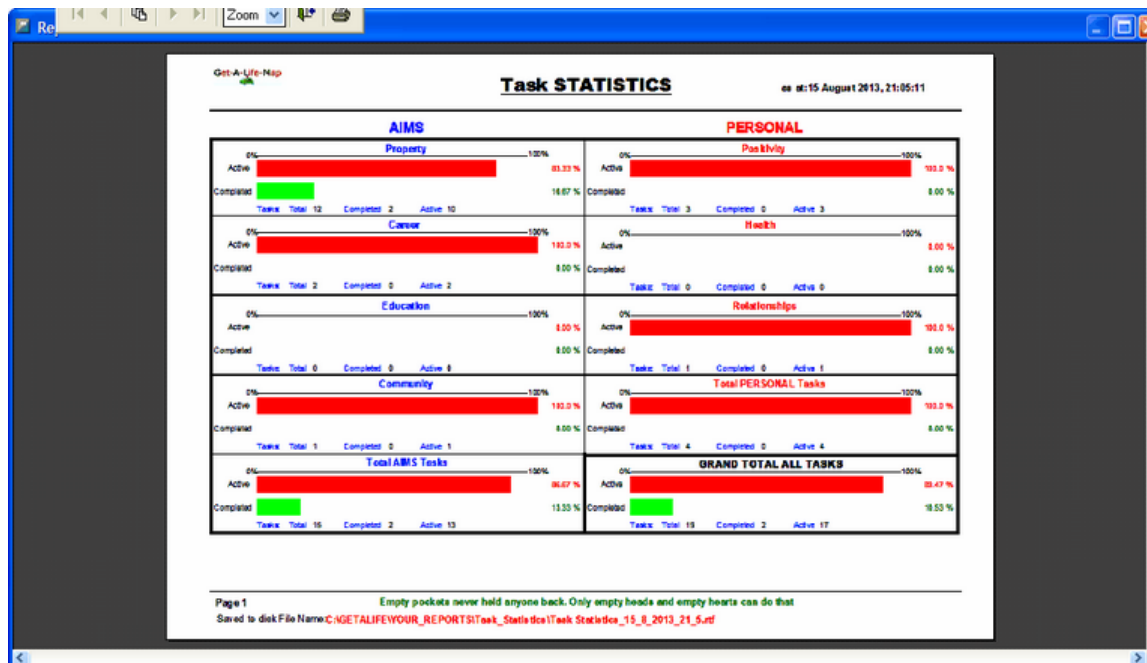 Rep
Zoom
Get-A-Life-Nap
Task STATISTICS
as at:15 August 2013, 21:05:11
AIMS
PERSONAL
Property
0% 100%
Active 83.33 %
Completed 16.67 %
Tasks: Total 12 Completed 2 Active 10
Positivity
0% 100%
Active 100.0 %
Completed 0.00 %
Tasks: Total 3 Completed 0 Active 3
Career
0% 100%
Active 100.0 %
Completed 0.00 %
Tasks: Total 2 Completed 0 Active 2
Health
0% 100%
Active 0.00 %
Completed 0.00 %
Tasks: Total 0 Completed 0 Active 0
Education
0% 100%
Active 0.00 %
Completed 0.00 %
Tasks: Total 0 Completed 0 Active 0
Relationships
0% 100%
Active 100.0 %
Completed 0.00 %
Tasks: Total 1 Completed 0 Active 1
Community
0% 100%
Active 100.0 %
Completed 0.00 %
Tasks: Total 1 Completed 0 Active 1
Total PERSONAL Tasks
0% 100%
Active 100.0 %
Completed 0.00 %
Tasks: Total 4 Completed 0 Active 4
Total AIMS Tasks
0% 100%
Active 86.67 %
Completed 13.33 %
Tasks: Total 15 Completed 2 Active 13
GRAND TOTAL ALL TASKS
0% 100%
Active 89.47 %
Completed 10.53 %
Tasks: Total 19 Completed 2 Active 17
Page 1
Empty pockets never held anyone back. Only empty heads and empty hearts can do that
Saved to disk File Name:C:\GETALIFE\YOUR_REPORTS\Task_Statistics\Task Statistics_15_8_2013_21_5.rtf